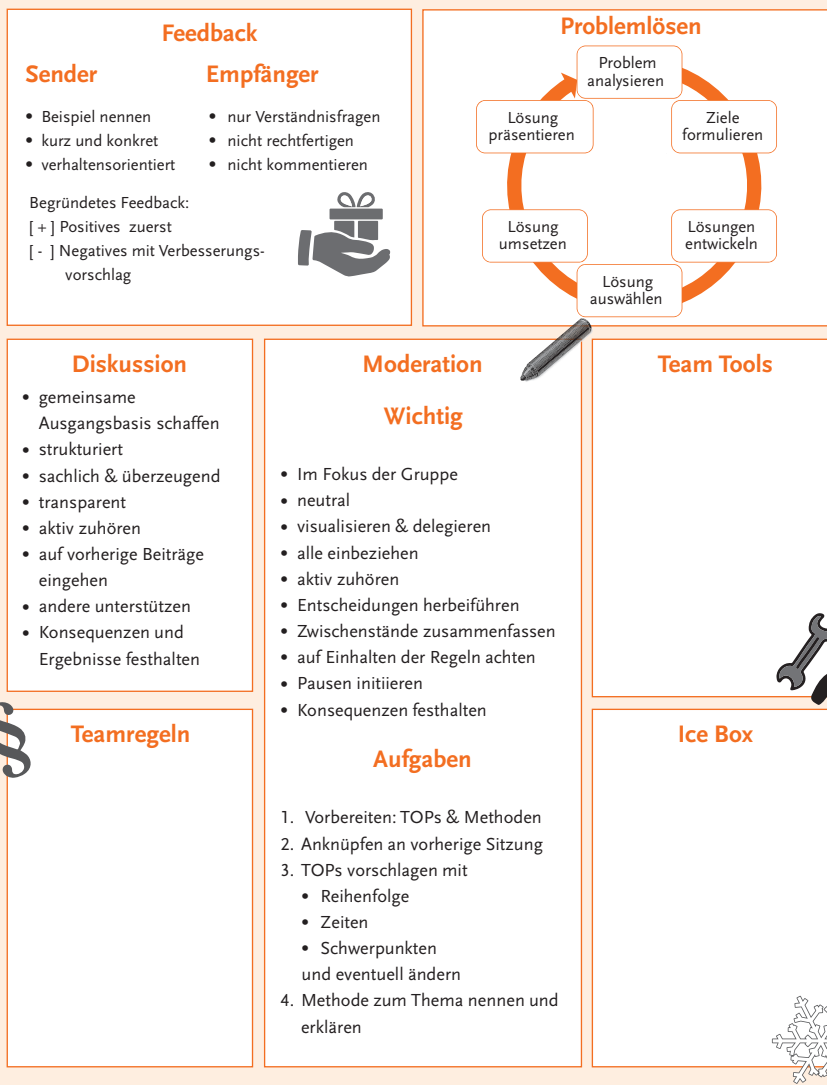 Feedback
Sender
• Beispiel nennen
• kurz und konkret
• verhaltensorientiert
Empfänger
• nur Verständnisfragen
• nicht rechtfertigen
• nicht kommentieren
Begründetes Feedback:
[ + ] Positives zuerst
[ - ] Negatives mit Verbesserungs-
vorschlag
Problemlösen
Problem
analysieren
Ziele
formulieren
Lösungen
entwickeln
Lösung
auswählen
Lösung
umsetzen
Lösung
präsentieren
Diskussion
• gemeinsame
Ausgangsbasis schaffen
• strukturiert
• sachlich & überzeugend
• transparent
• aktiv zuhören
• auf vorherige Beiträge
eingehen
• andere unterstützen
• Konsequenzen und
Ergebnisse festhalten
Moderation
Wichtig
• Im Fokus der Gruppe
• neutral
• visualisieren & delegieren
• alle einbeziehen
• aktiv zuhören
• Entscheidungen herbeiführen
• Zwischenstände zusammenfassen
• auf Einhalten der Regeln achten
• Pausen initiieren
• Konsequenzen festhalten
Aufgaben
1. Vorbereiten: TOPs & Methoden
2. Anknüpfen an vorherige Sitzung
3. TOPs vorschlagen mit
• Reihenfolge
• Zeiten
• Schwerpunkten
und eventuell ändern
4. Methode zum Thema nennen und
erklären
Team Tools
§
Teamregeln
Ice Box